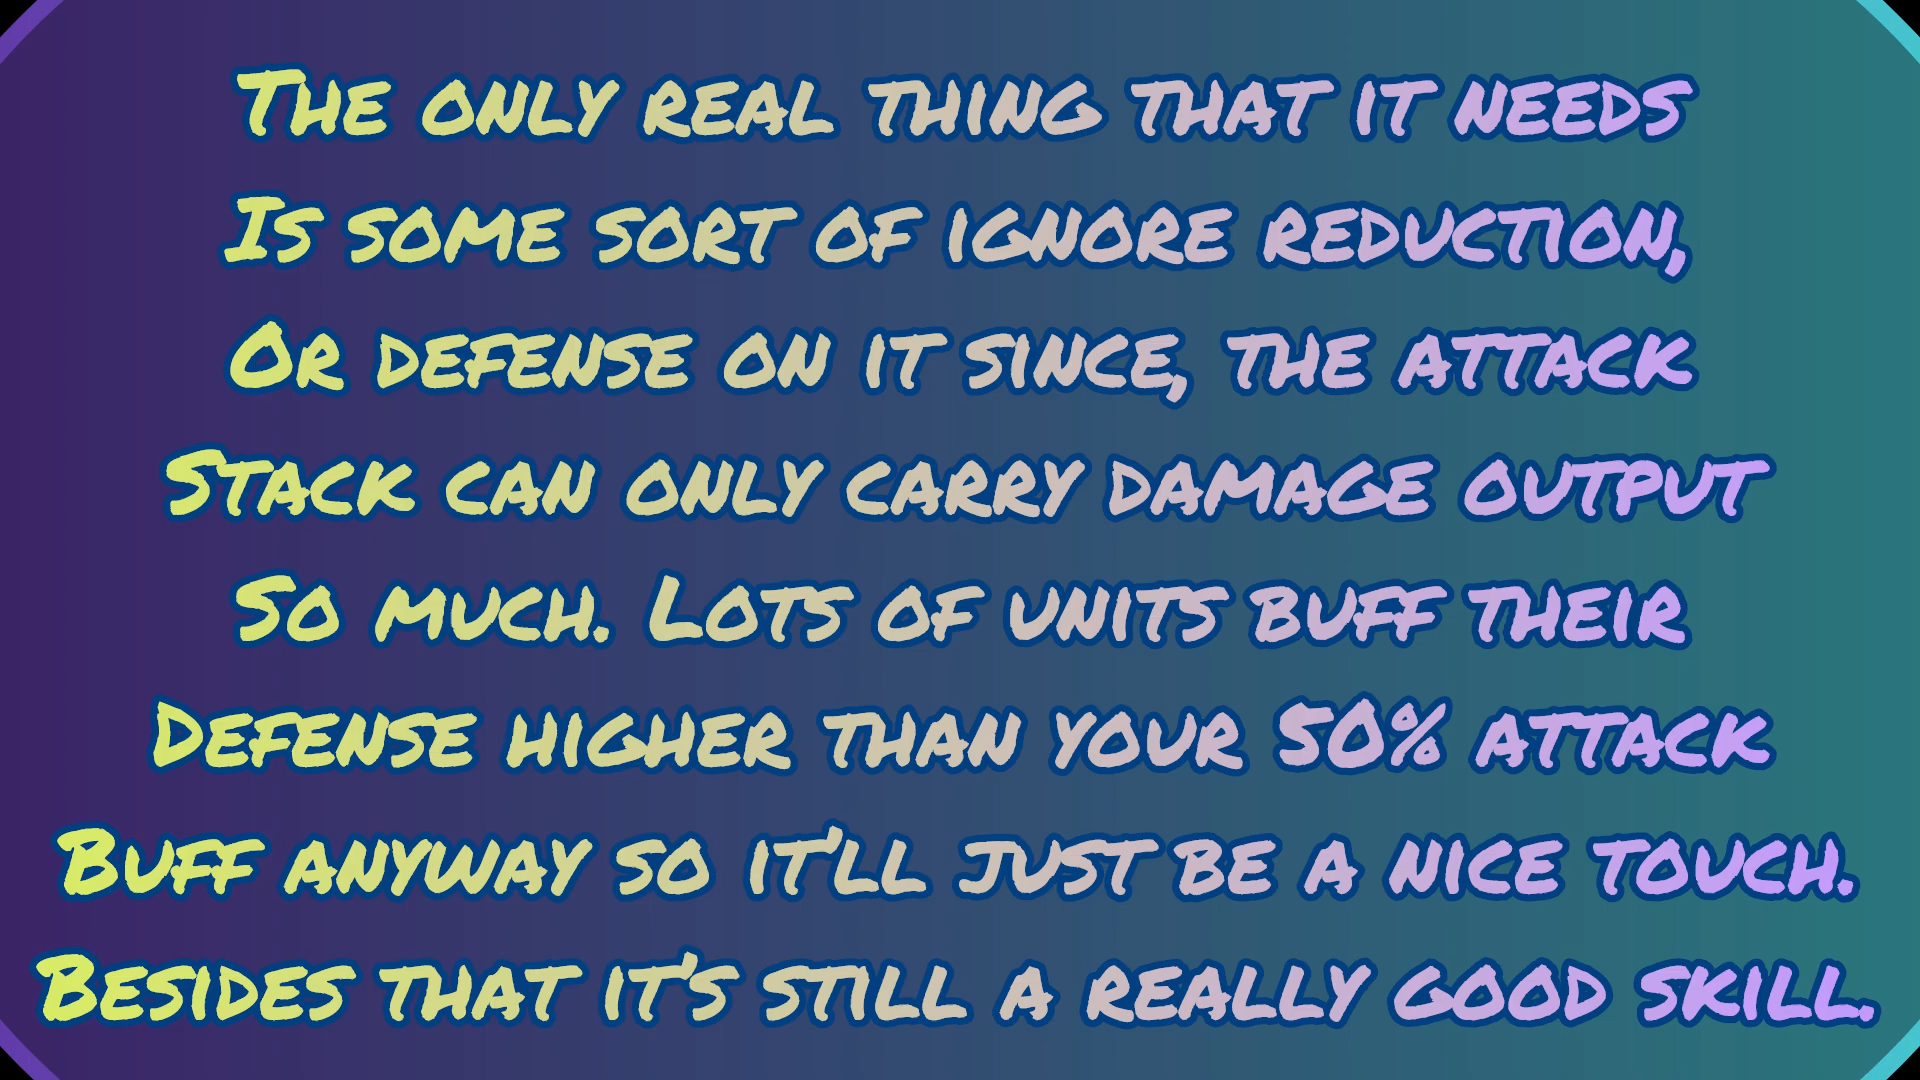 The only real thing that it needs
Is some sort of ignore reduction,
Or defense on it since, the attack
Stack can only carry damage output
So much. Lots of units buff their
Defense higher than your 50% attack
Buff anyway so it'll just be a nice touch.
Besides that it's still a really good skill.